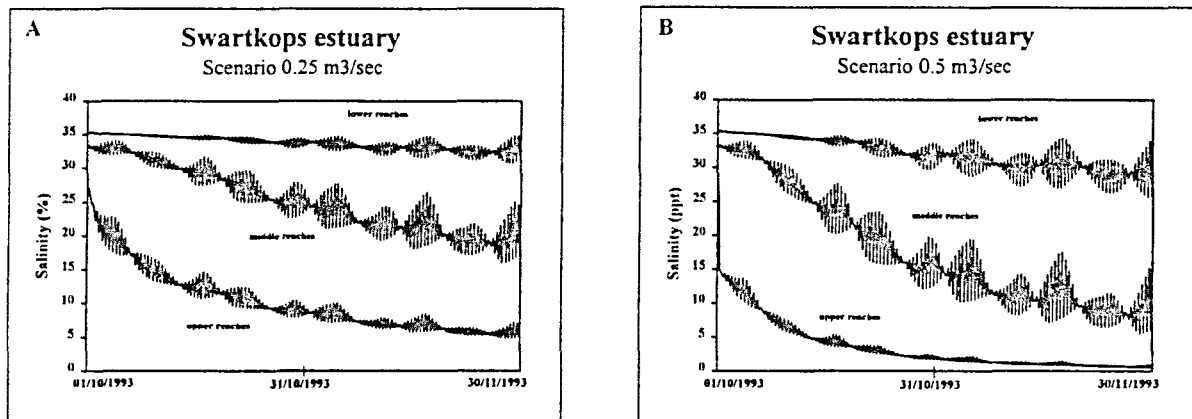 A
Swartkops estuary
Scenario 0.25 m3/sec
Salinity (%)
40
35
30
25
20
15
10
5
0
lower reaches
middle reaches
upper reaches
01/10/1993
31/10/1993
30/11/1993
B
Swartkops estuary
Scenario 0.5 m3/sec
Salinity (ppt)
40
35
30
25
20
15
10
5
0
lower reaches
middle reaches
upper reaches
01/10/1993
31/10/1993
30/11/1993